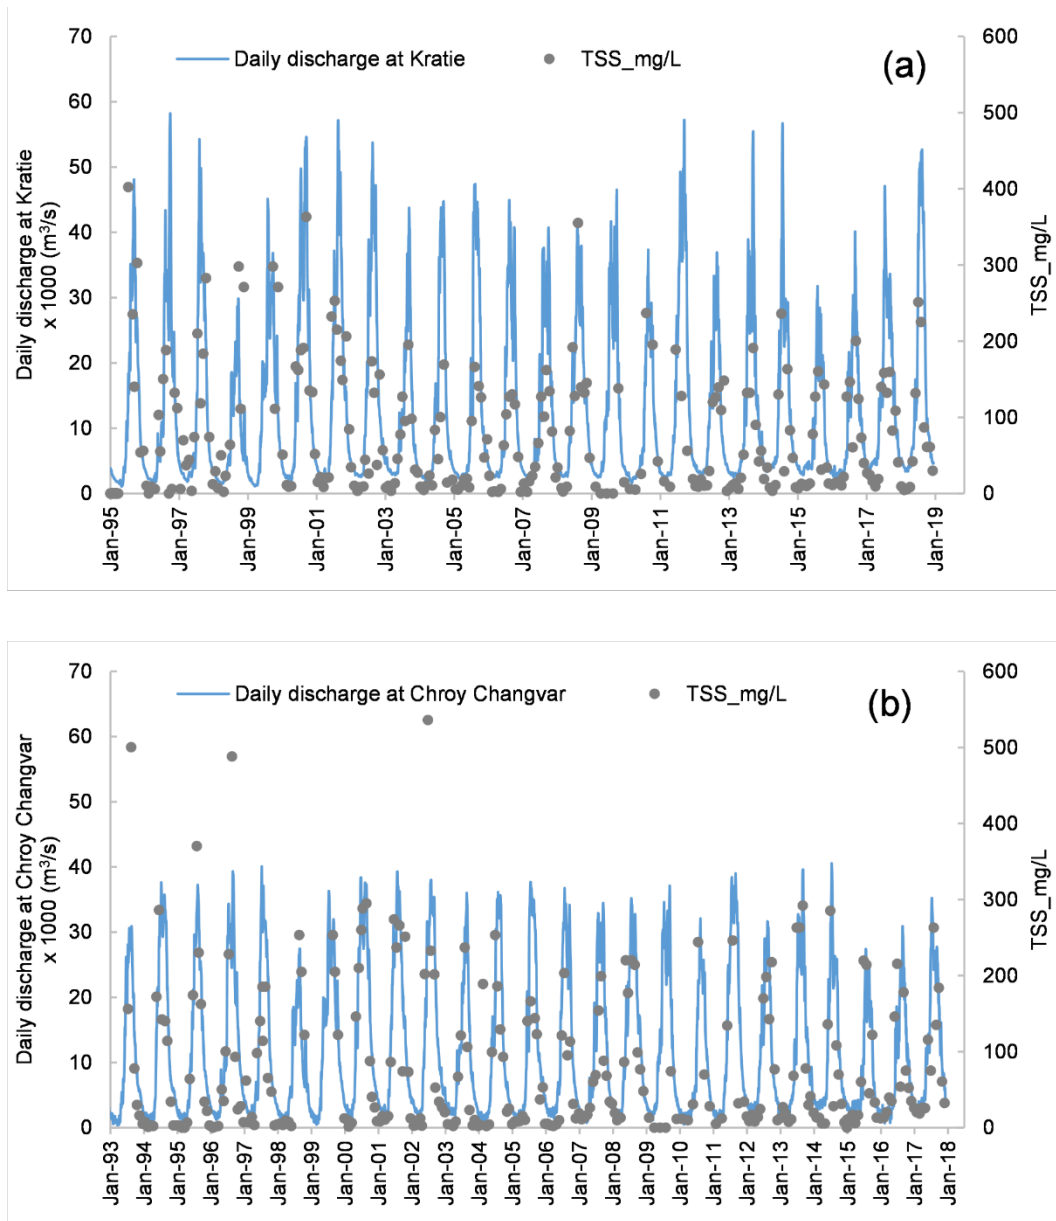 70
600
Daily discharge at Kratie
TSS_mg/L
(a)
60
500
50
400
40
300
30
200
20
100
10
0
0
Daily discharge at Kratie
x 1000 (m³/s)
TSS_mg/L
Jan-95
Jan-97
Jan-99
Jan-01
Jan-03
Jan-05
Jan-07
Jan-09
Jan-11
Jan-13
Jan-15
Jan-17
Jan-19
70
600
Daily discharge at Chroy Changvar
TSS_mg/L
(b)
60
500
50
400
40
300
30
200
20
100
10
0
0
Daily discharge at Chroy Changvar
x 1000 (m³/s)
TSS_mg/L
Jan-93
Jan-94
Jan-95
Jan-96
Jan-97
Jan-98
Jan-99
Jan-00
Jan-01
Jan-02
Jan-03
Jan-04
Jan-05
Jan-06
Jan-07
Jan-08
Jan-09
Jan-10
Jan-11
Jan-12
Jan-13
Jan-14
Jan-15
Jan-16
Jan-17
Jan-18